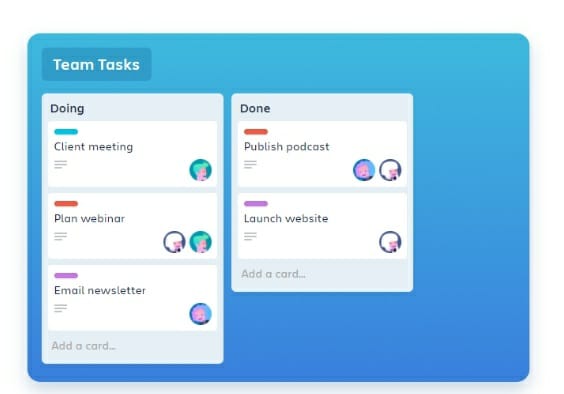 Team Tasks
Doing
Client meeting
Plan webinar
Email newsletter
Add a card...
Done
Publish podcast
Launch website
Add a card...